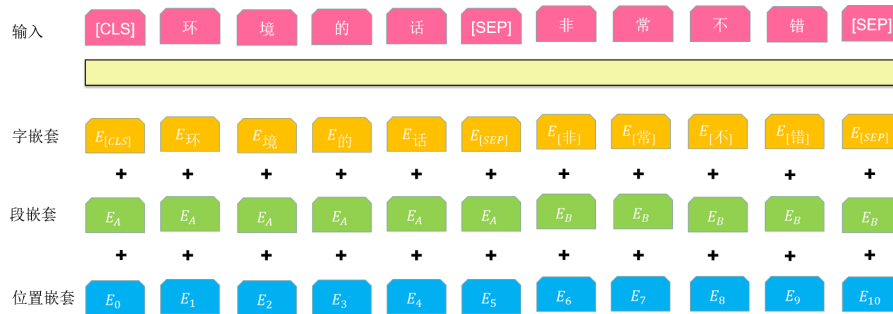 输入 [CLS] 环 境 的 话 [SEP] 非 常 不 错 [SEP]
字嵌套 E[CLS] E环 E境 E的 E话 E[SEP] E[非] E[常] E[不] E[错] E[SEP]
+ + + + + + + + + + +
段嵌套 EA EA EA EA EA EA EB EB EB EB EB
+ + + + + + + + + + +
位置嵌套 E0 E1 E2 E3 E4 E5 E6 E7 E8 E9 E10